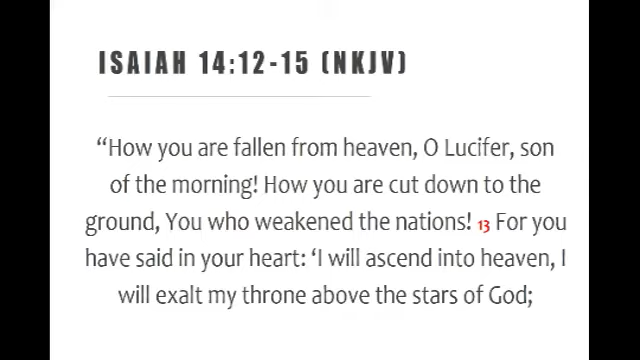 ISAIAH 14:12-15 (NKJV)
“How you are fallen from heaven, O Lucifer, son
of the morning! How you are cut down to the
ground, You who weakened the nations! 13 For you
have said in your heart: ‘I will ascend into heaven, I
will exalt my throne above the stars of God;